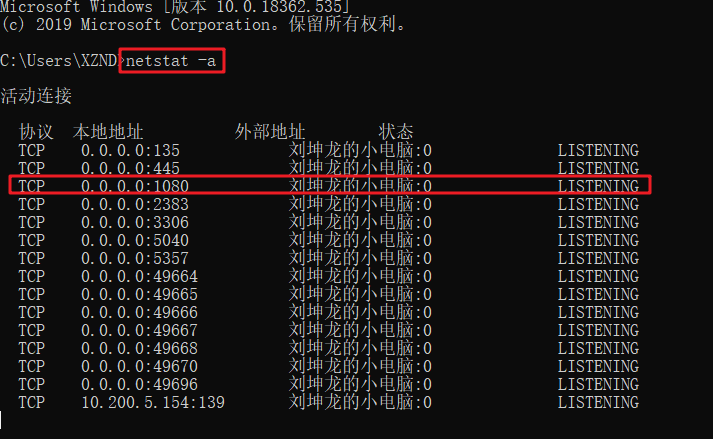 Microsoft Windows [版本 10.0.18362.535]
(c) 2019 Microsoft Corporation。保留所有权利。
C:\Users\XZND>netstat -a
活动连接
协议 本地地址 外部地址 状态
TCP 0.0.0.0:135 刘坤龙的小电脑:0 LISTENING
TCP 0.0.0.0:445 刘坤龙的小电脑:0 LISTENING
TCP 0.0.0.0:1080 刘坤龙的小电脑:0 LISTENING
TCP 0.0.0.0:2383 刘坤龙的小电脑:0 LISTENING
TCP 0.0.0.0:3306 刘坤龙的小电脑:0 LISTENING
TCP 0.0.0.0:5040 刘坤龙的小电脑:0 LISTENING
TCP 0.0.0.0:5357 刘坤龙的小电脑:0 LISTENING
TCP 0.0.0.0:49664 刘坤龙的小电脑:0 LISTENING
TCP 0.0.0.0:49665 刘坤龙的小电脑:0 LISTENING
TCP 0.0.0.0:49666 刘坤龙的小电脑:0 LISTENING
TCP 0.0.0.0:49667 刘坤龙的小电脑:0 LISTENING
TCP 0.0.0.0:49668 刘坤龙的小电脑:0 LISTENING
TCP 0.0.0.0:49670 刘坤龙的小电脑:0 LISTENING
TCP 0.0.0.0:49696 刘坤龙的小电脑:0 LISTENING
TCP 10.200.5.154:139 刘坤龙的小电脑:0 LISTENING